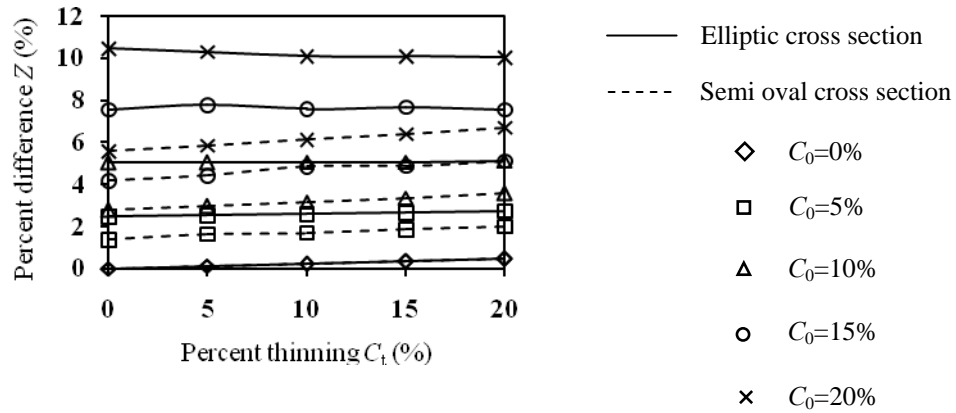 12
10
8
6
4
2
0
Percent difference Z (%)
0 5 10 15 20
Percent thinning Ct (%)
Elliptic cross section
Semi oval cross section
C0=0%
C0=5%
C0=10%
C0=15%
C0=20%